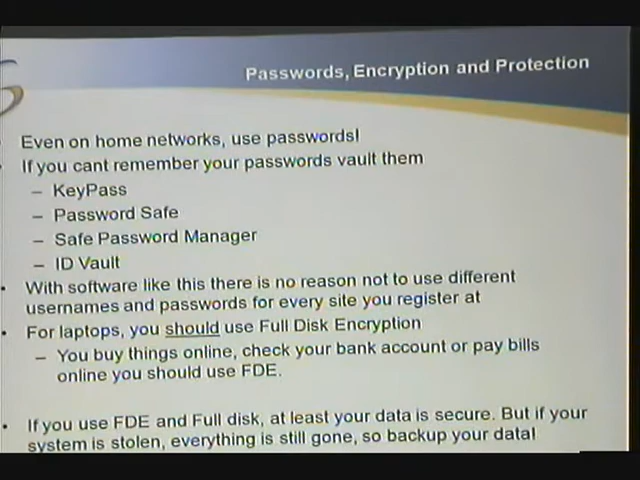 Passwords, Encryption and Protection
Even on home networks, use passwords!
If you cant remember your passwords vault them
– KeyPass
– Password Safe
– Safe Password Manager
– ID Vault
• With software like this there is no reason not to use different
usernames and passwords for every site you register at
• For laptops, you should use Full Disk Encryption
– You buy things online, check your bank account or pay bills
online you should use FDE.
• If you use FDE and Full disk, at least your data is secure. But if your
system is stolen, everything is still gone, so backup your data!